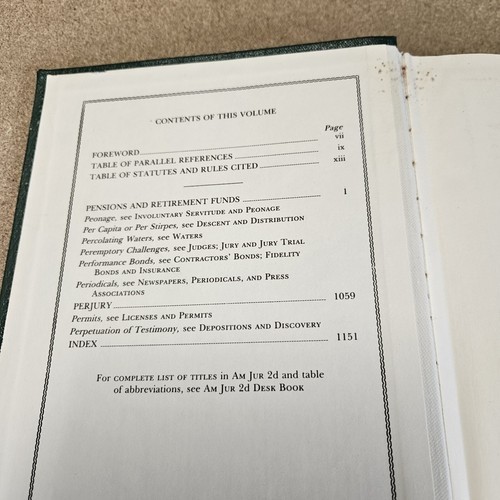 CONTENTS OF THIS VOLUME
Page
FOREWORD vii
TABLE OF PARALLEL REFERENCES ix
TABLE OF STATUTES AND RULES CITED xiii
PENSIONS AND RETIREMENT FUNDS 1
Peonage, see INVOLUNTARY SERVITUDE AND PEONAGE
Per Capita or Per Stirpes, see DESCENT AND DISTRIBUTION
Percolating Waters, see WATERS
Peremptory Challenges, see JUDGES; JURY AND JURY TRIAL
Performance Bonds, see CONTRACTORS' BONDS; FIDELITY
BONDS AND INSURANCE
Periodicals, see NEWSPAPERS, PERIODICALS, AND PRESS
ASSOCIATIONS
PERJURY 1059
Permits, see LICENSES AND PERMITS
Perpetuation of Testimony, see DEPOSITIONS AND DISCOVERY
INDEX 1151
For COMPLETE LIST OF TITLES in AM JUR 2d and table
of abbreviations, see AM JUR 2d DESK BOOK